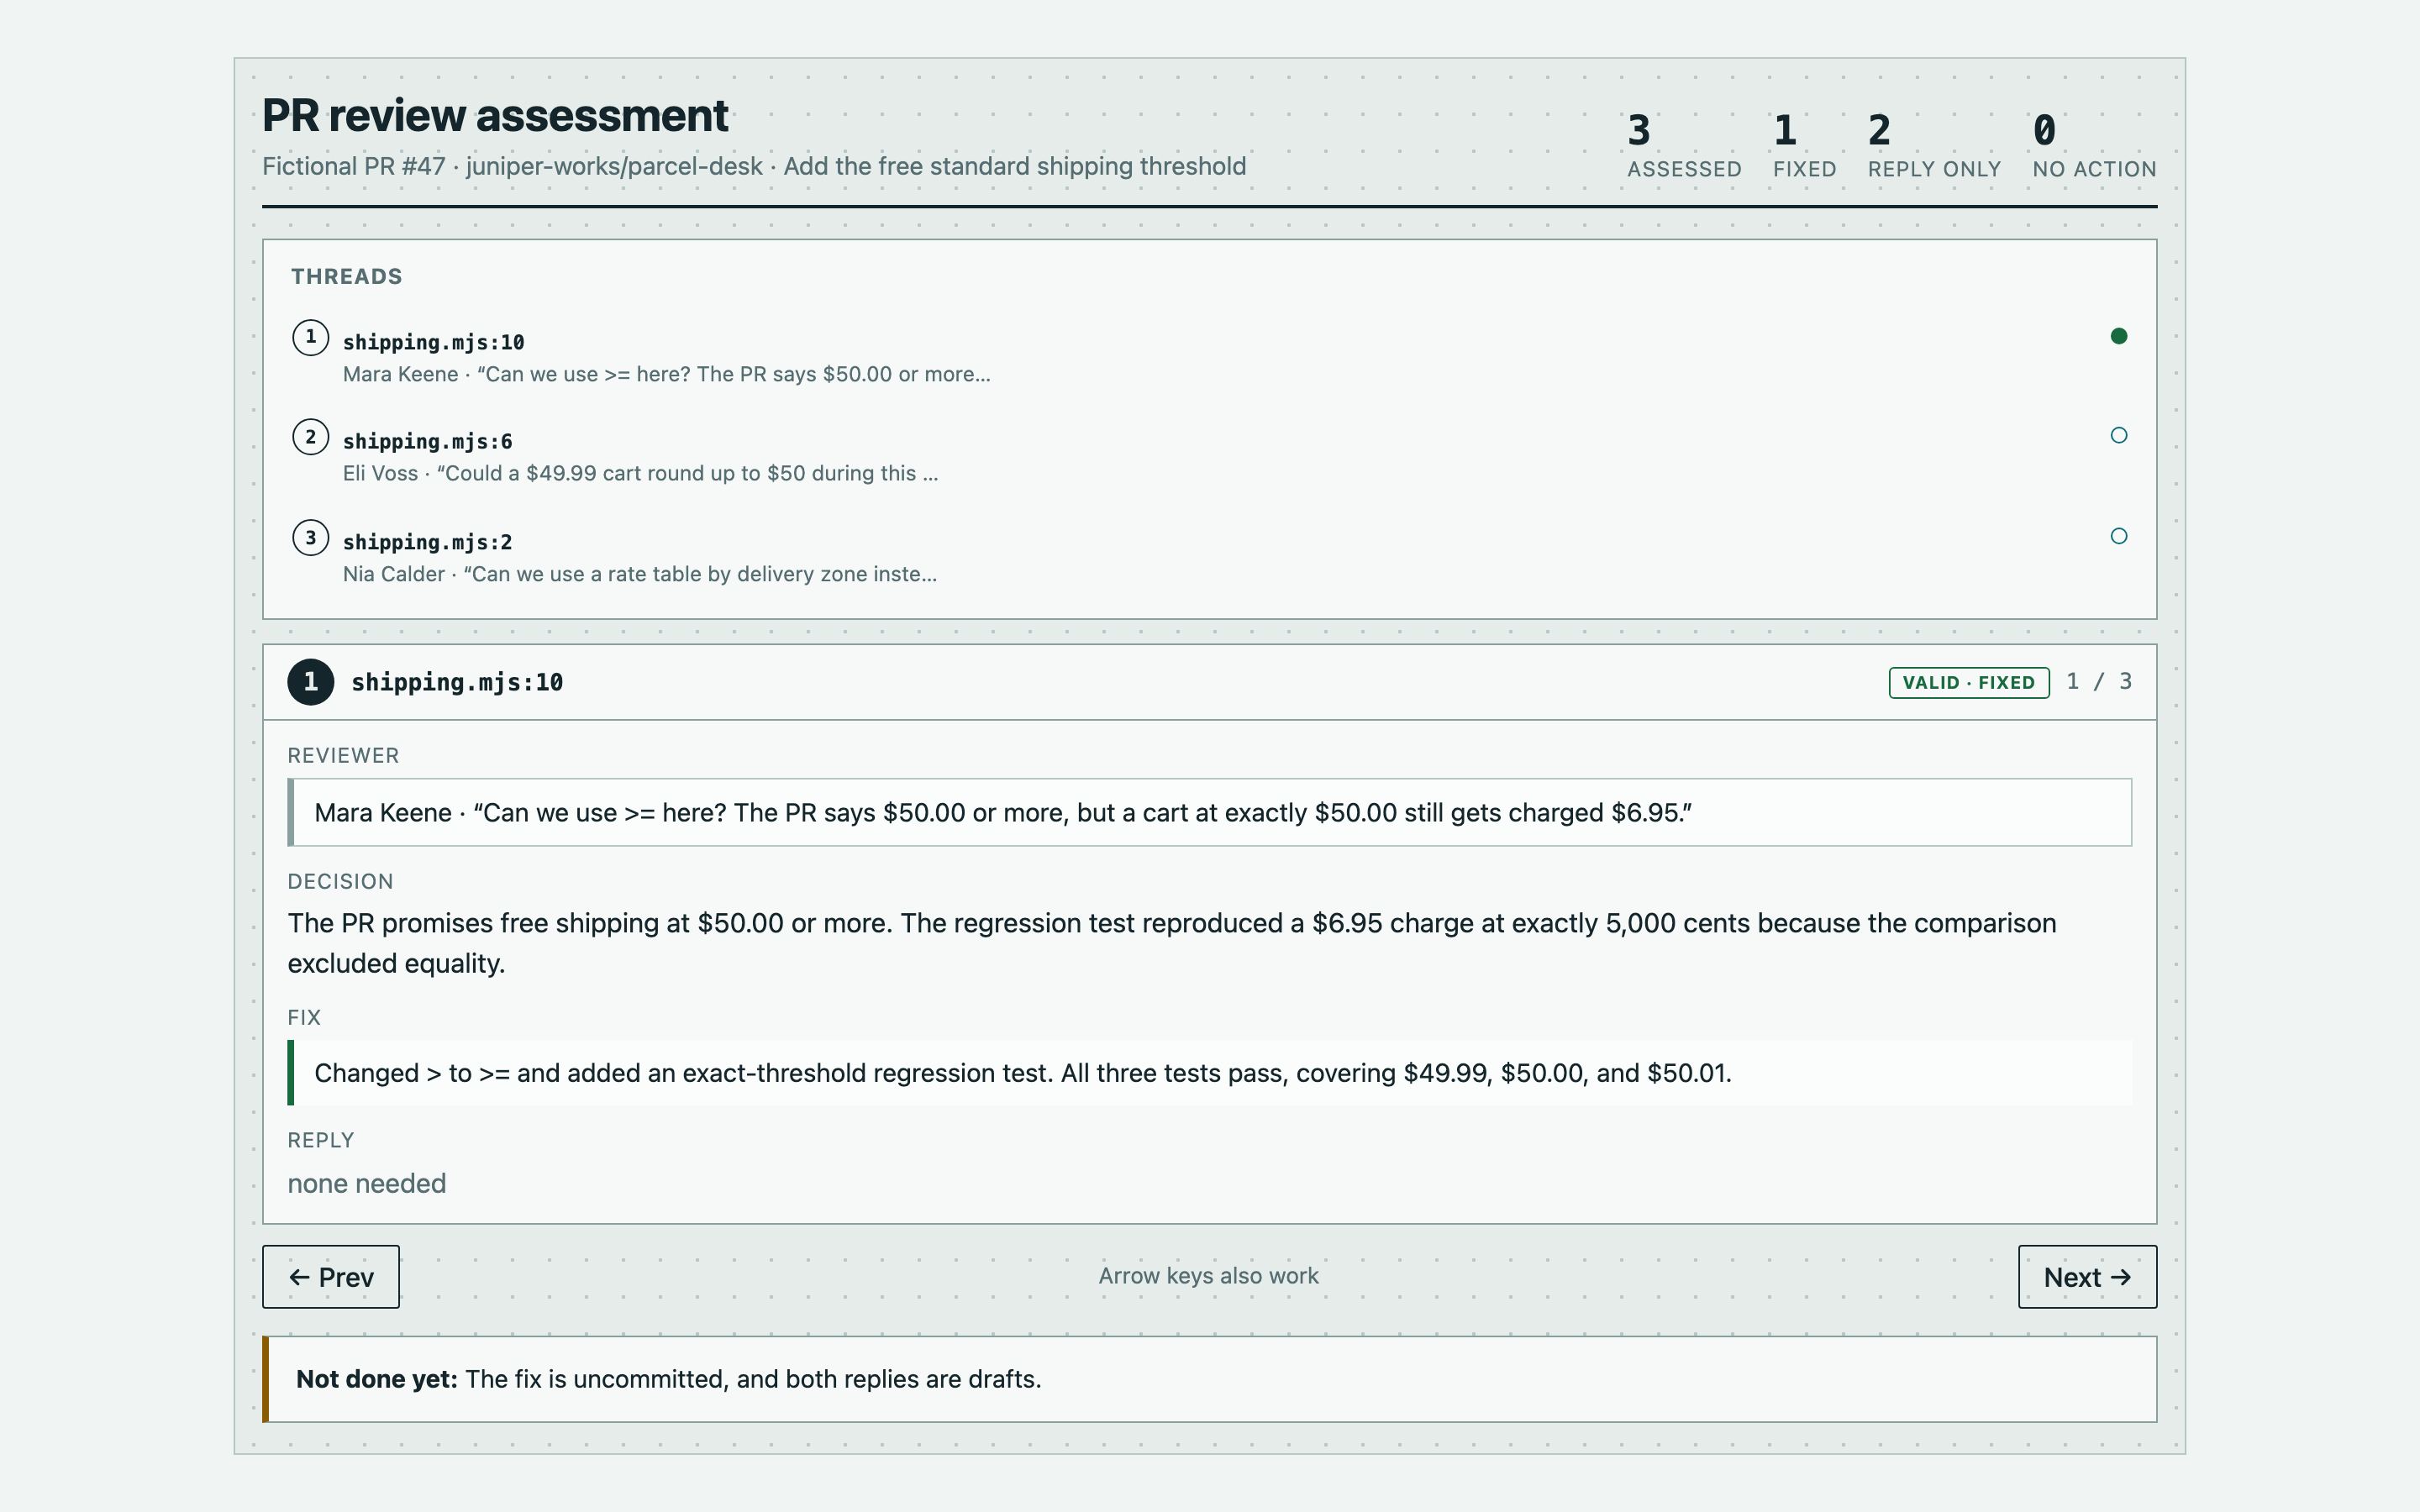 PR review assessment
Fictional PR #47 · juniper-works/parcel-desk · Add the free standard shipping threshold
3
ASSESSED
1
FIXED
2
REPLY ONLY
0
NO ACTION
THREADS
1
shipping.mjs:10
Mara Keene · “Can we use >= here? The PR says $50.00 or more…
2
shipping.mjs:6
Eli Voss · “Could a $49.99 cart round up to $50 during this …
3
shipping.mjs:2
Nia Calder · “Can we use a rate table by delivery zone inste…
1 shipping.mjs:10
VALID · FIXED 1 / 3
REVIEWER
Mara Keene · “Can we use >= here? The PR says $50.00 or more, but a cart at exactly $50.00 still gets charged $6.95.”
DECISION
The PR promises free shipping at $50.00 or more. The regression test reproduced a $6.95 charge at exactly 5,000 cents because the comparison
excluded equality.
FIX
Changed > to >= and added an exact-threshold regression test. All three tests pass, covering $49.99, $50.00, and $50.01.
REPLY
none needed
← Prev
Arrow keys also work
Next →
Not done yet: The fix is uncommitted, and both replies are drafts.